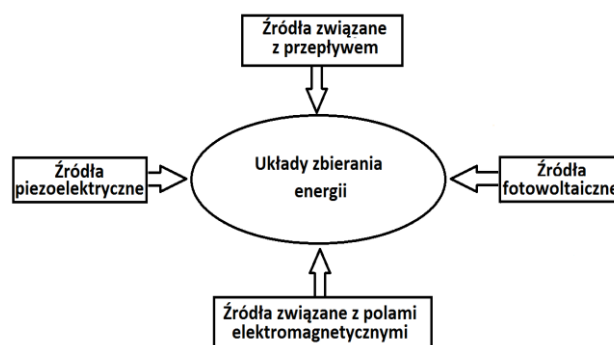 Źródła związane
z przepływem
Układy zbierania
energii
Źródła
piezoelektryczne
Źródła
fotowoltaiczne
Źródła związane z polami
elektromagnetycznymi